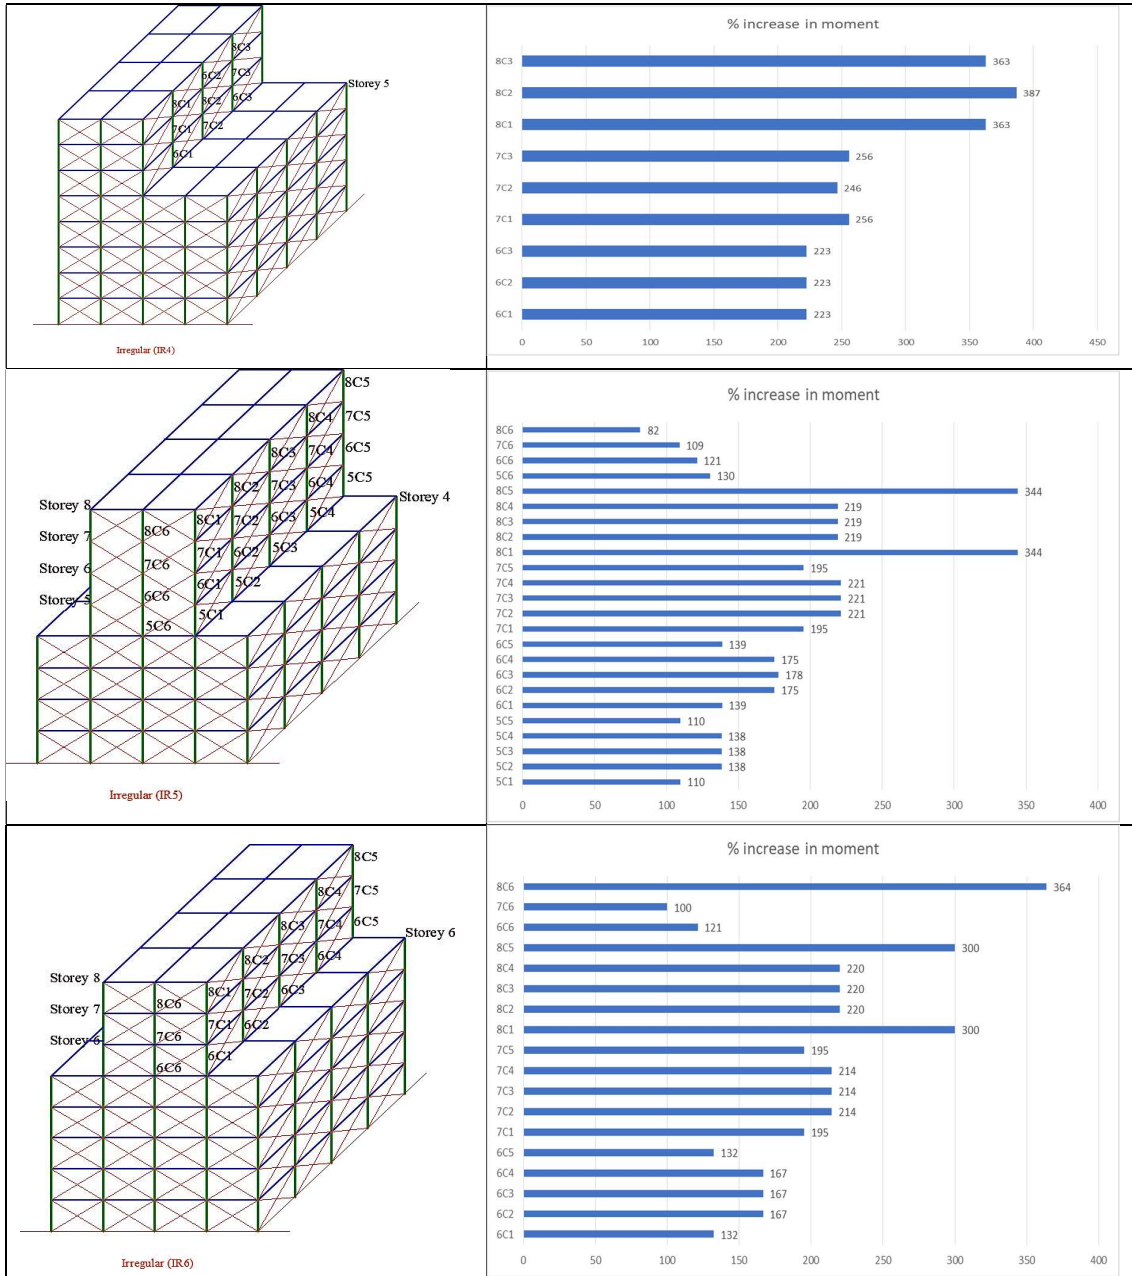 8C3
6C2
7C3
8C1
8C2
6C3
7C1
7C2
6C1
Storey 5
Irregular (IR4)
% increase in moment
8C3 363
8C2 387
8C1 363
7C3 256
7C2 246
7C1 256
6C3 223
6C2 223
6C1 223
0 50 100 150 200 250 300 350 400 450
8C5
8C4 7C5
8C3 7C4 6C5
8C2 7C3 6C4 5C5
Storey 8 8C6 8C1 7C2 6C3 5C4 Storey 4
Storey 7 7C6 7C1 6C2 5C3
Storey 6 6C6 6C1 5C2
Storey 5 5C6 5C1
Irregular (IR5)
% increase in moment
8C6 82
7C6 109
6C6 121
5C6 130
8C5 344
8C4 219
8C3 219
8C2 219
8C1 344
7C5 195
7C4 221
7C3 221
7C2 221
7C1 195
6C5 139
6C4 175
6C3 178
6C2 175
6C1 139
5C5 110
5C4 138
5C3 138
5C2 138
5C1 110
0 50 100 150 200 250 300 350 400
8C5
8C4 7C5
8C3 7C4 6C5
8C2 7C3 6C4 Storey 6
Storey 8 8C6 8C1 7C2 6C3
Storey 7 7C6 7C1 6C2
Storey 6 6C6 6C1
Irregular (IR6)
% increase in moment
8C6 364
7C6 100
6C6 121
8C5 300
8C4 220
8C3 220
8C2 220
8C1 300
7C5 195
7C4 214
7C3 214
7C2 214
7C1 195
6C5 132
6C4 167
6C3 167
6C2 167
6C1 132
0 50 100 150 200 250 300 350 400